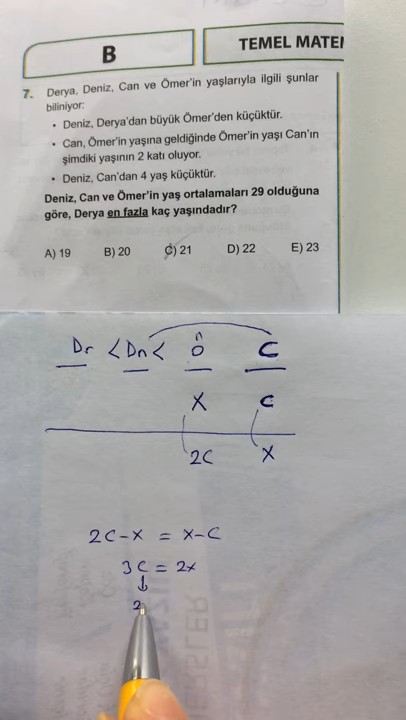 B
TEMEL MATE
7. Derya, Deniz, Can ve Ömer'in yaşlarıyla ilgili şunlar
biliniyor:
• Deniz, Derya'dan büyük Ömer'den küçüktür.
• Can, Ömer'in yaşına geldiğinde Ömer'in yaşı Can'ın
şimdiki yaşının 2 katı oluyor.
• Deniz, Can'dan 4 yaş küçüktür.
Deniz, Can ve Ömer'in yaş ortalamaları 29 olduğuna
göre, Derya en fazla kaç yaşındadır?
A) 19 B) 20 C) 21 D) 22 E) 23
Dr < Dn < Ö C
X C
2C X
2C-X = X-C
3C = 2X
↓
2